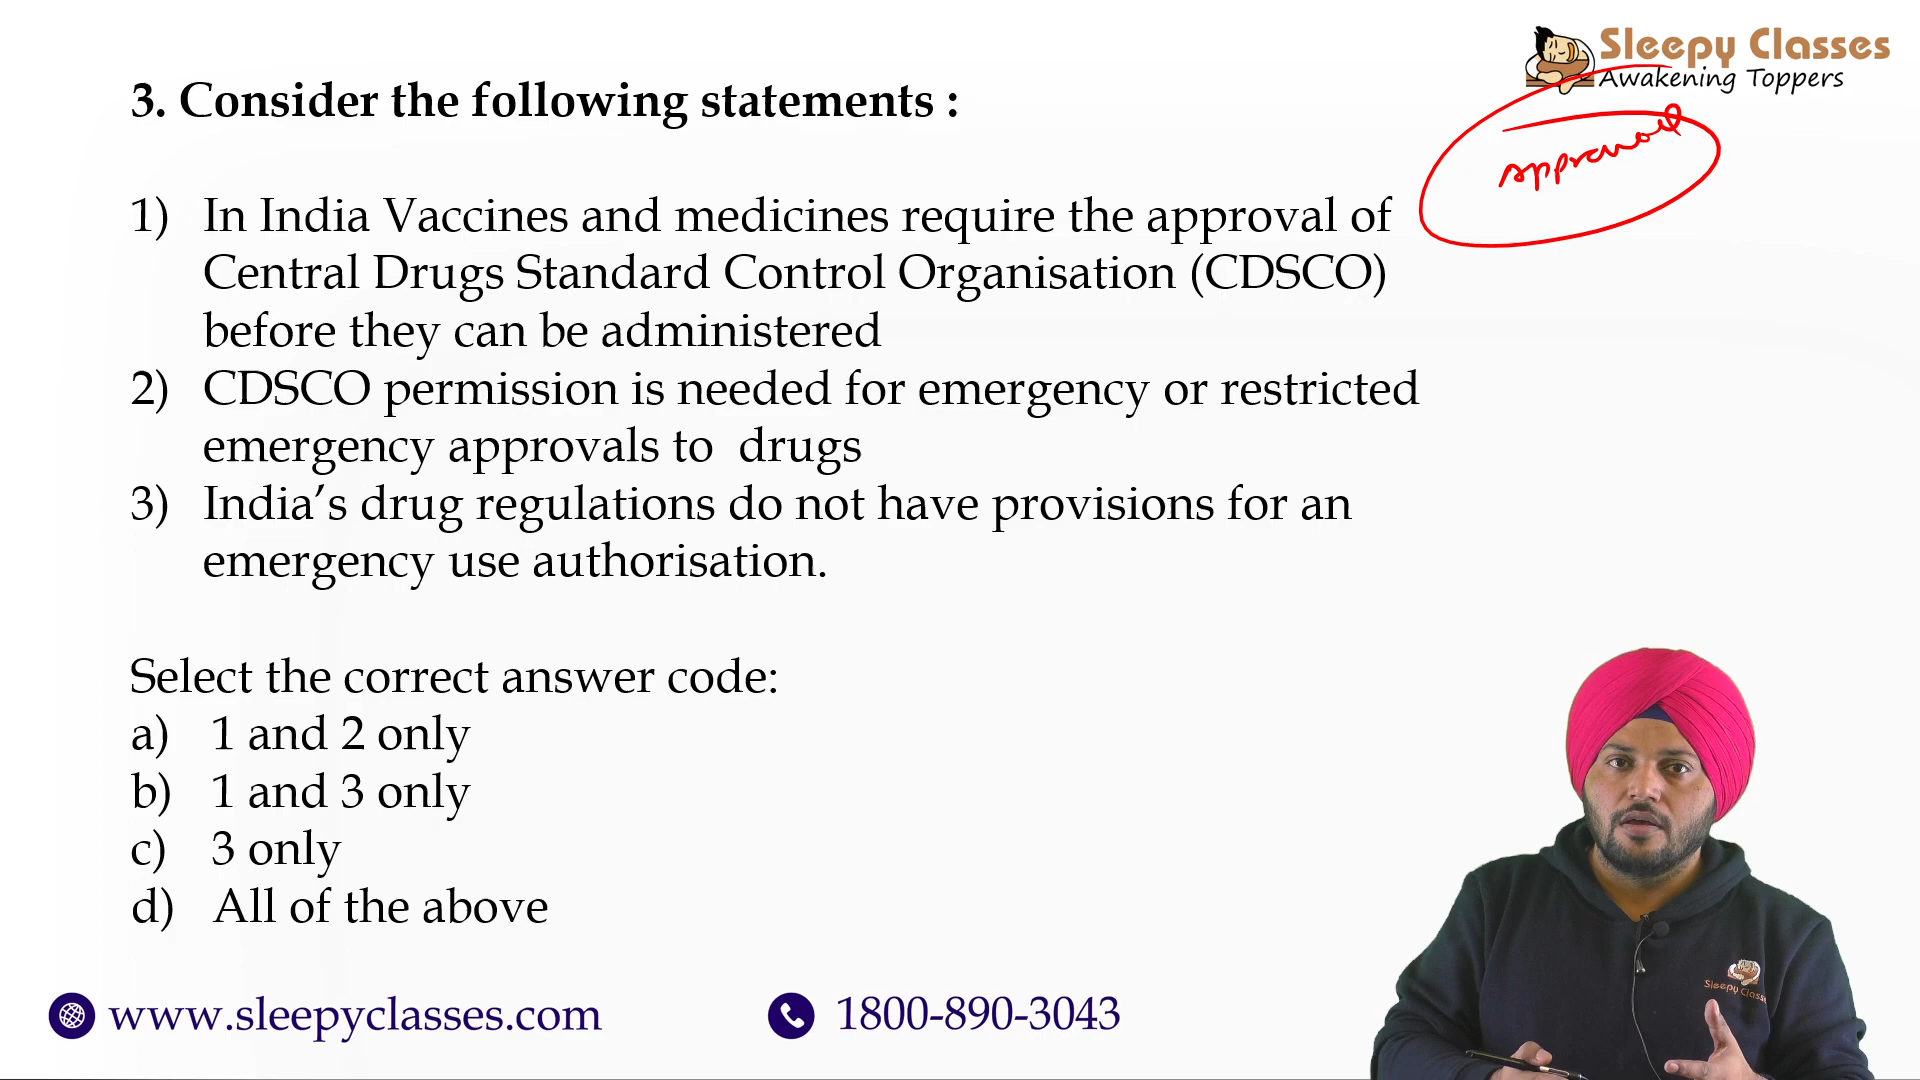 Sleepy Classes
Awakening Toppers
3. Consider the following statements :
approval
1) In India Vaccines and medicines require the approval of
Central Drugs Standard Control Organisation (CDSCO)
before they can be administered
2) CDSCO permission is needed for emergency or restricted
emergency approvals to drugs
3) India’s drug regulations do not have provisions for an
emergency use authorisation.
Select the correct answer code:
a) 1 and 2 only
b) 1 and 3 only
c) 3 only
d) All of the above
Sleepy Classes
www.sleepyclasses.com
1800-890-3043